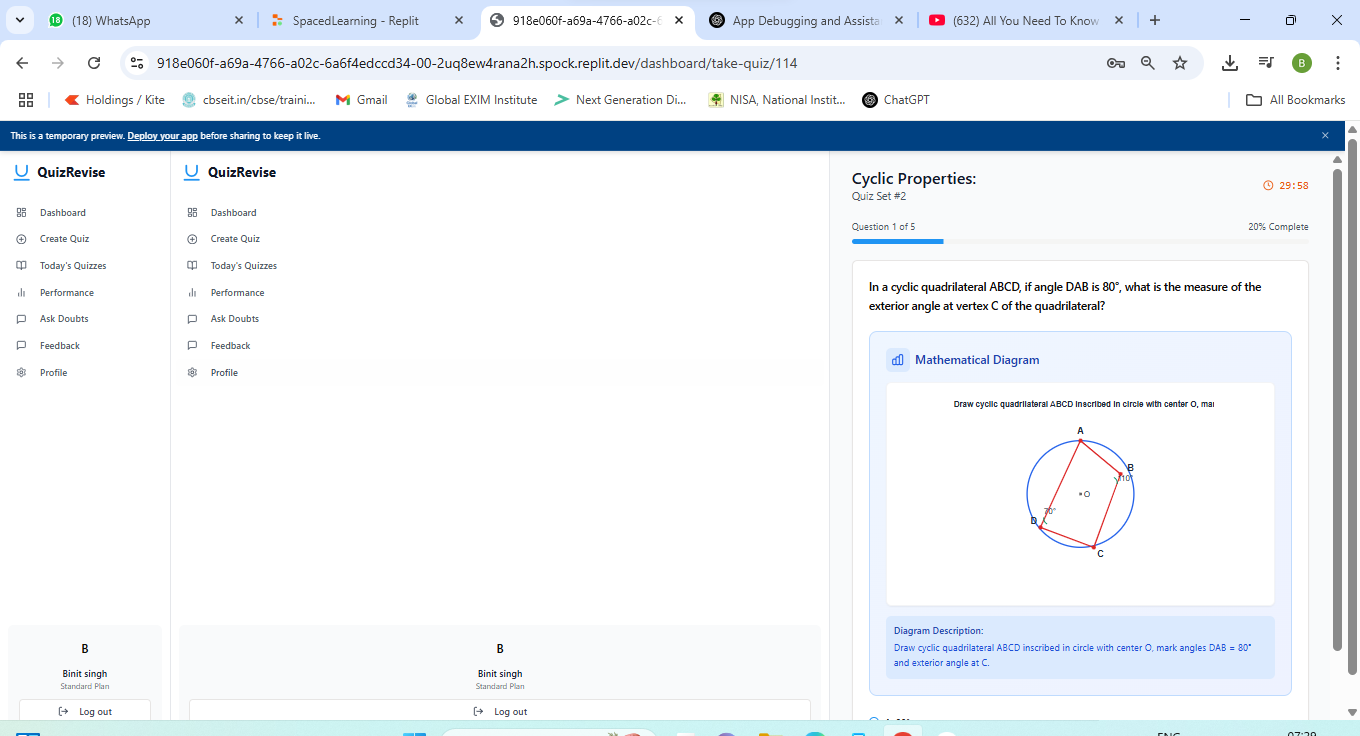 (18) WhatsApp
SpacedLearning - Replit
918e060f-a69a-4766-a02c-6
App Debugging and Assista
(632) All You Need To Know
918e060f-a69a-4766-a02c-6a6f4edccd34-00-2uq8ew4rana2h.spock.replit.dev/dashboard/take-quiz/114
B
Holdings / Kite
cbseit.in/cbse/traini...
Gmail
Global EXIM Institute
Next Generation Di...
NISA, National Instit...
ChatGPT
All Bookmarks
This is a temporary preview. Deploy your app before sharing to keep it live.
QuizRevise
Dashboard
Create Quiz
Today's Quizzes
Performance
Ask Doubts
Feedback
Profile
B
Binit singh
Standard Plan
Log out
QuizRevise
Dashboard
Create Quiz
Today's Quizzes
Performance
Ask Doubts
Feedback
Profile
B
Binit singh
Standard Plan
Log out
Cyclic Properties:
Quiz Set #2
29:58
Question 1 of 5
20% Complete
In a cyclic quadrilateral ABCD, if angle DAB is 80°, what is the measure of the
exterior angle at vertex C of the quadrilateral?
Mathematical Diagram
Draw cyclic quadrilateral ABCD inscribed in circle with center O, mar
A
B
110°
O
70°
D
C
Diagram Description:
Draw cyclic quadrilateral ABCD inscribed in circle with center O, mark angles DAB = 80°
and exterior angle at C.